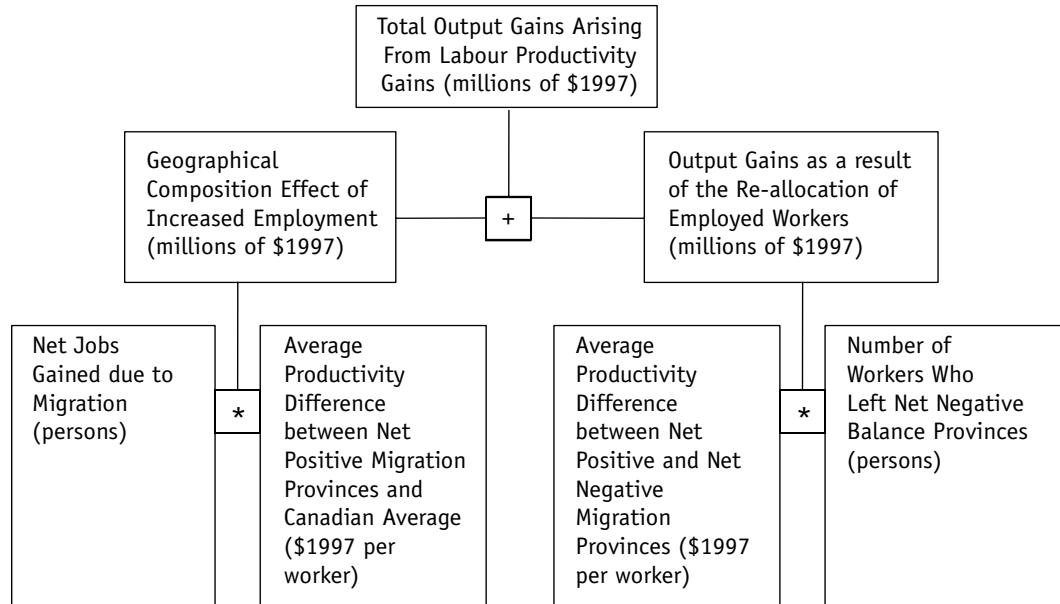 Total Output Gains Arising
From Labour Productivity
Gains (millions of $1997)
Geographical
Composition Effect of
Increased Employment
(millions of $1997)
+
Output Gains as a result
of the Re-allocation of
Employed Workers
(millions of $1997)
Net Jobs
Gained due to
Migration
(persons)
*
Average
Productivity
Difference
between Net
Positive Migration
Provinces and
Canadian Average
($1997 per
worker)
Average
Productivity
Difference
between Net
Positive and Net
Negative
Migration
Provinces ($1997
per worker)
*
Number of
Workers Who
Left Net Negative
Balance Provinces
(persons)